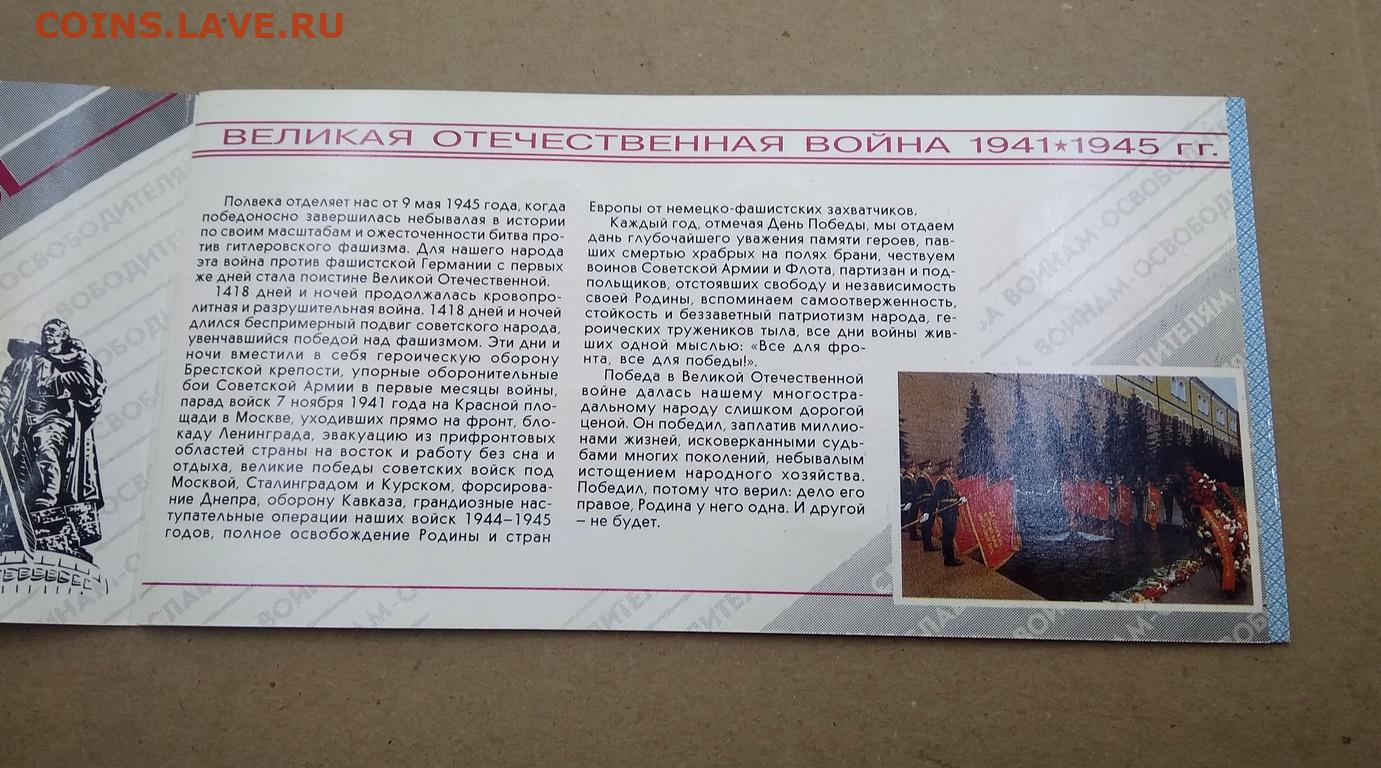 COINS.LAVE.RU
ВЕЛИКАЯ ОТЕЧЕСТВЕННАЯ ВОЙНА 1941★1945 гг.
Полвека отделяет нас от 9 мая 1945 года, когда
победоносно завершилась небывалая в истории
по своим масштабам и ожесточенности битва про-
тив гитлеровского фашизма. Для нашего народа
эта война против фашистской Германии с первых
же дней стала поистине Великой Отечественной.
1418 дней и ночей продолжалась кровопро-
литная и разрушительная война. 1418 дней и ночей
длился беспримерный подвиг советского народа,
увенчавшийся победой над фашизмом. Эти дни и
ночи вместили в себя героическую оборону
Брестской крепости, упорные оборонительные
бои Советской Армии в первые месяцы войны,
парад войск 7 ноября 1941 года на Красной пло-
щади в Москве, уходивших прямо на фронт, бло-
каду Ленинграда, эвакуацию из прифронтовых
областей страны на восток и работу без сна и
отдыха, великие победы советских войск под
Москвой, Сталинградом и Курском, форсирова-
ние Днепра, оборону Кавказа, грандиозные нас-
тупательные операции наших войск 1944–1945
годов, полное освобождение Родины и стран
Европы от немецко-фашистских захватчиков.
Каждый год, отмечая День Победы, мы отдаем
дань глубочайшего уважения памяти героев, пав-
ших смертью храбрых на полях брани, чествуем
воинов Советской Армии и Флота, партизан и под-
польщиков, отстоявших свободу и независимость
своей Родины, вспоминаем самоотверженность,
стойкость и беззаветный патриотизм народа, ге-
роических тружеников тыла, все дни войны жив-
ших одной мыслью: «Все для фро-
нта, все для победы!».
Победа в Великой Отечественной
войне далась нашему многостра-
дальному народу слишком дорогой
ценой. Он победил, заплатив миллио-
нами жизней, исковерканными судь-
бами многих поколений, небывалым
истощением народного хозяйства.
Победил, потому что верил: дело его
правое, Родина у него одна. И другой
– не будет.